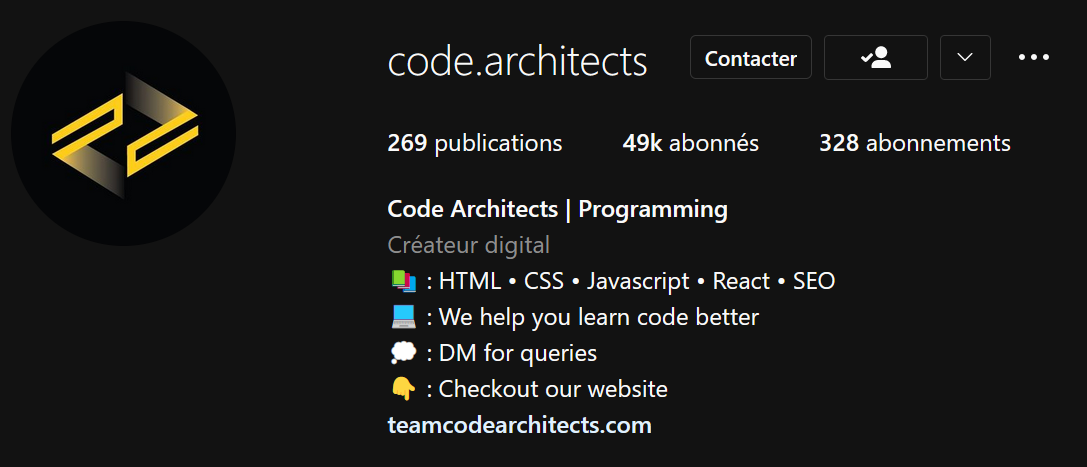 code.architects Contacter
269 publications 49k abonnés 328 abonnements
Code Architects | Programming
Créateur digital
📚 : HTML • CSS • Javascript • React • SEO
💻 : We help you learn code better
💭 : DM for queries
👇 : Checkout our website
teamcodearchitects.com